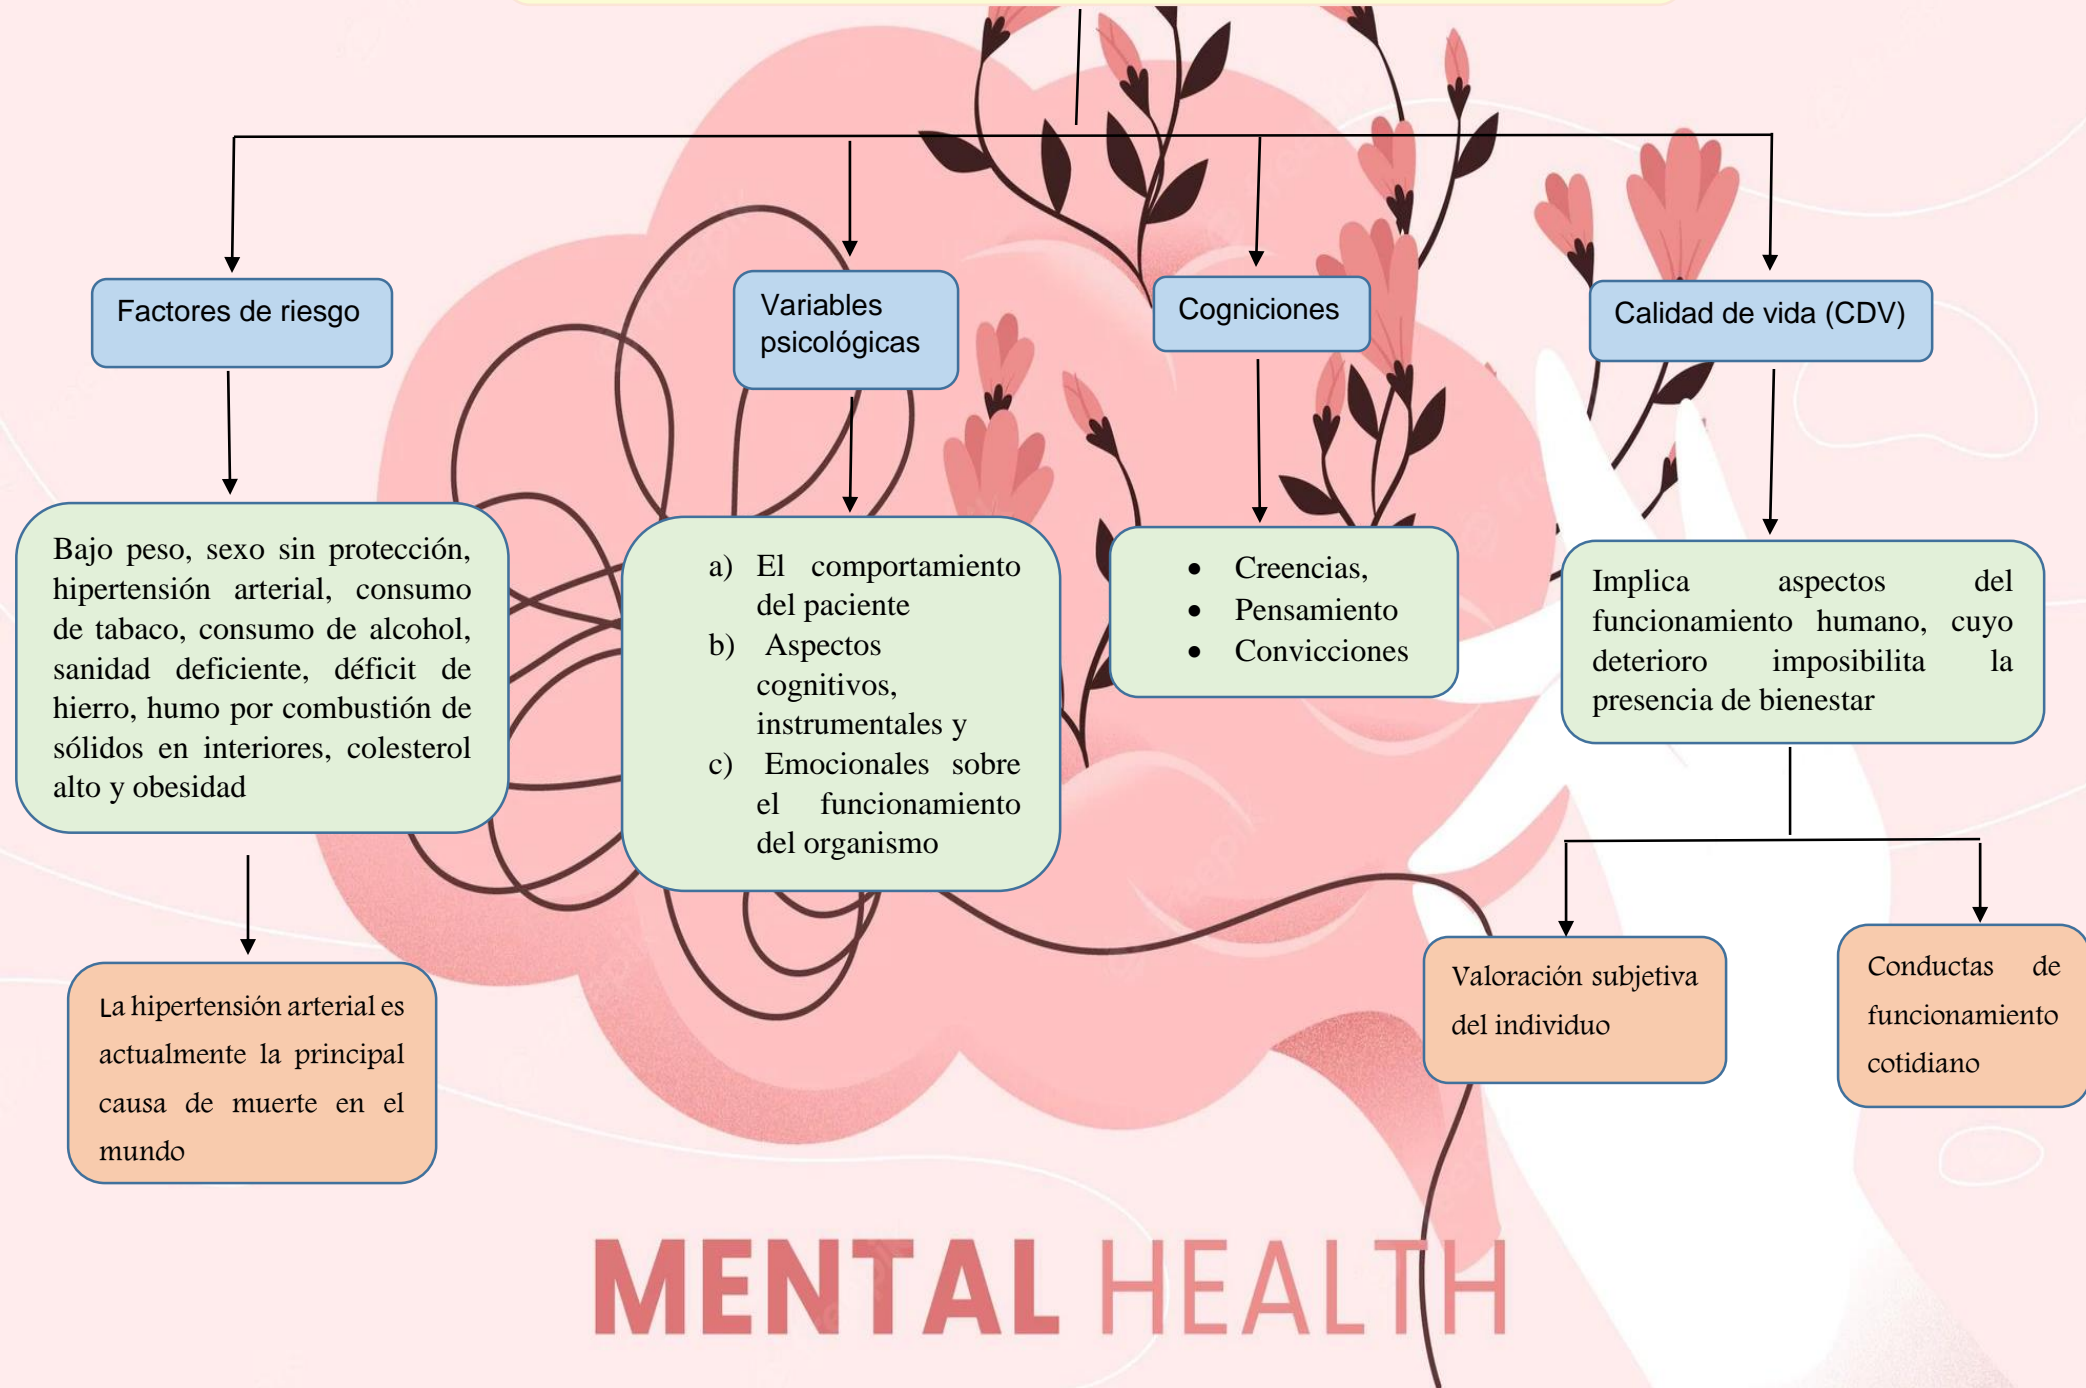 Factores de riesgo
Variables
psicológicas
Cogniciones
Calidad de vida (CDV)
Bajo peso, sexo sin protección,
hipertensión arterial, consumo
de tabaco, consumo de alcohol,
sanidad deficiente, déficit de
hierro, humo por combustión de
sólidos en interiores, colesterol
alto y obesidad
a) El comportamiento
del paciente
b) Aspectos
cognitivos,
instrumentales y
c) Emocionales sobre
el funcionamiento
del organismo
• Creencias,
• Pensamiento
• Convicciones
Implica aspectos del
funcionamiento humano, cuyo
deterioro imposibilita la
presencia de bienestar
La hipertensión arterial es
actualmente la principal
causa de muerte en el
mundo
Valoración subjetiva
del individuo
Conductas de
funcionamiento
cotidiano
MENTAL HEALTH